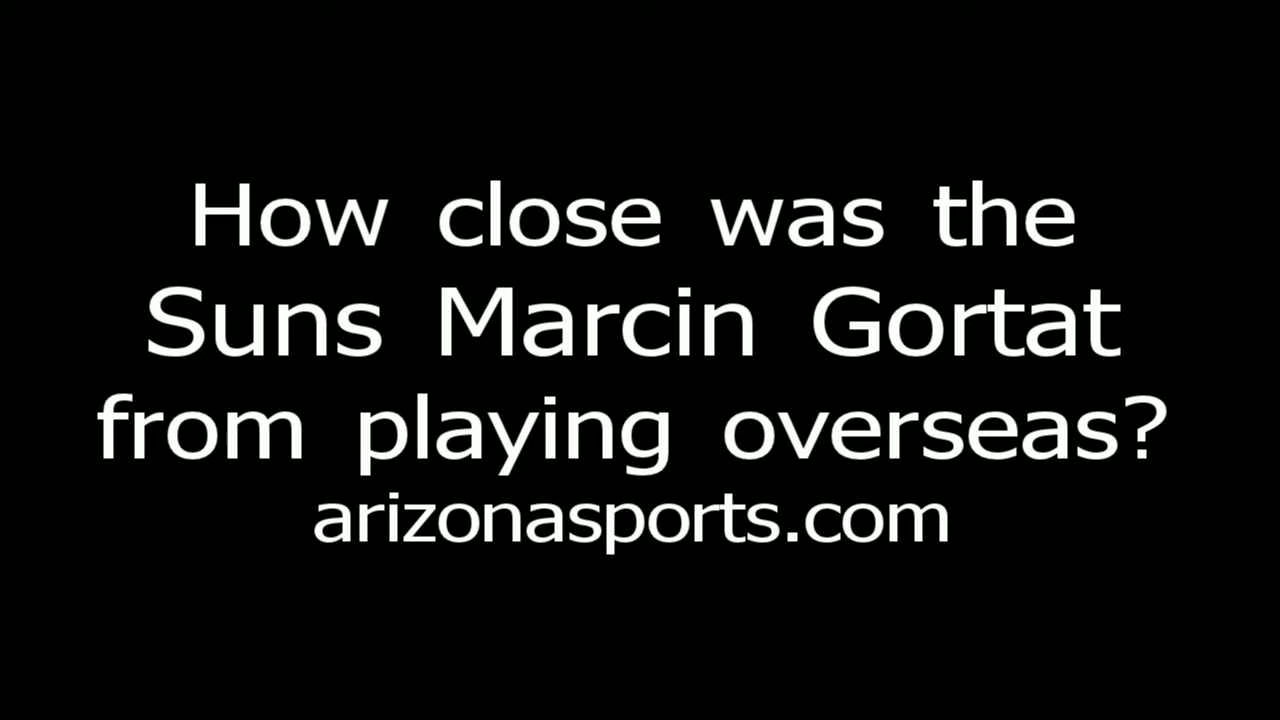 How close was the
Suns Marcin Gortat
from playing overseas?
arizonasports.com